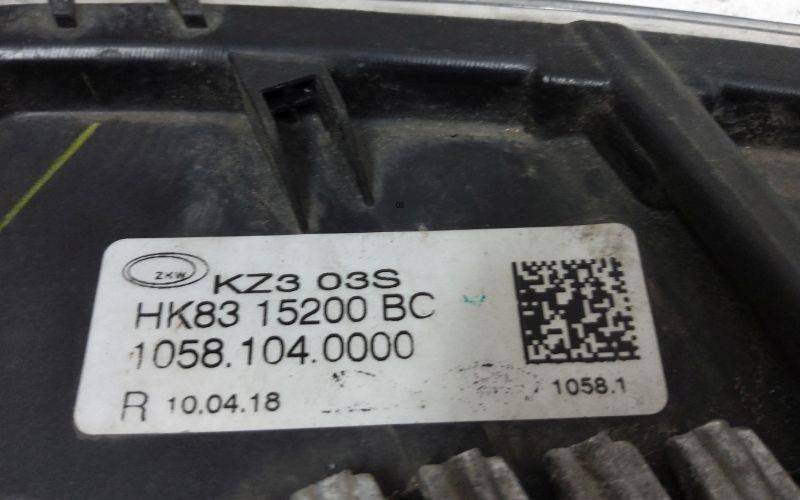 ZKW KZ3 03S
HK83 15200 BC
1058.104.0000
R 10.04.18
1058.1